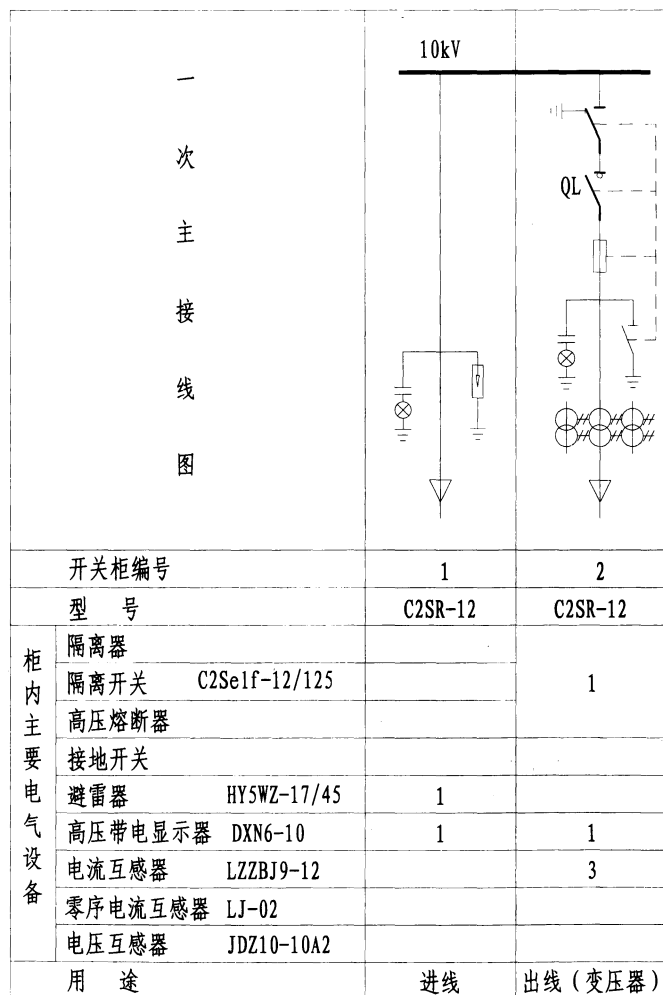 一次主接线图
10kV
QL
开关柜编号 1 2
型 号 C2SR-12 C2SR-12
柜内主要电气设备
隔离器
隔离开关 C2Self-12/125 1
高压熔断器
接地开关
避雷器 HY5WZ-17/45 1
高压带电显示器 DXN6-10 1 1
电流互感器 LZZBJ9-12 3
零序电流互感器 LJ-02
电压互感器 JDZ10-10A2
用 途 进线 出线(变压器)